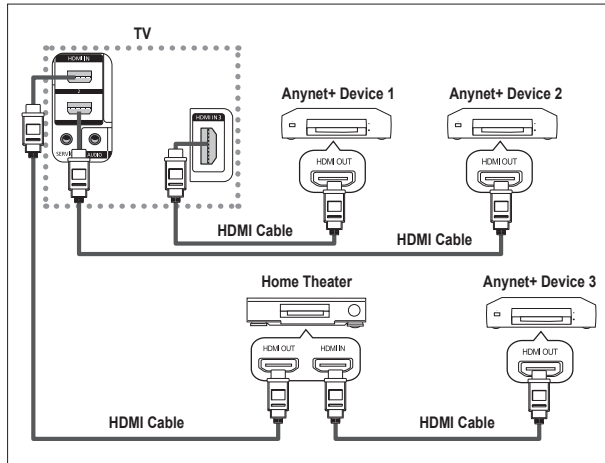 TV
HDMI IN
2
HDMI IN 3
AUDIO
Anynet+ Device 1
Anynet+ Device 2
HDMI OUT
HDMI OUT
HDMI Cable
HDMI Cable
Home Theater
Anynet+ Device 3
HDMI OUT
HDMI IN
HDMI OUT
HDMI Cable
HDMI Cable